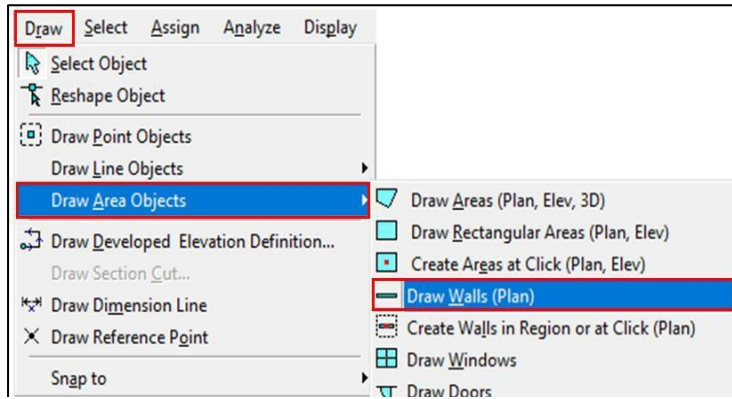 Draw Select Assign Analyze Display
Select Object
Reshape Object
Draw Point Objects
Draw Line Objects
Draw Area Objects
Draw Developed Elevation Definition...
Draw Section Cut...
Draw Dimension Line
Draw Reference Point
Snap to
Draw Areas (Plan, Elev, 3D)
Draw Rectangular Areas (Plan, Elev)
Create Areas at Click (Plan, Elev)
Draw Walls (Plan)
Create Walls in Region or at Click (Plan)
Draw Windows
Draw Doors